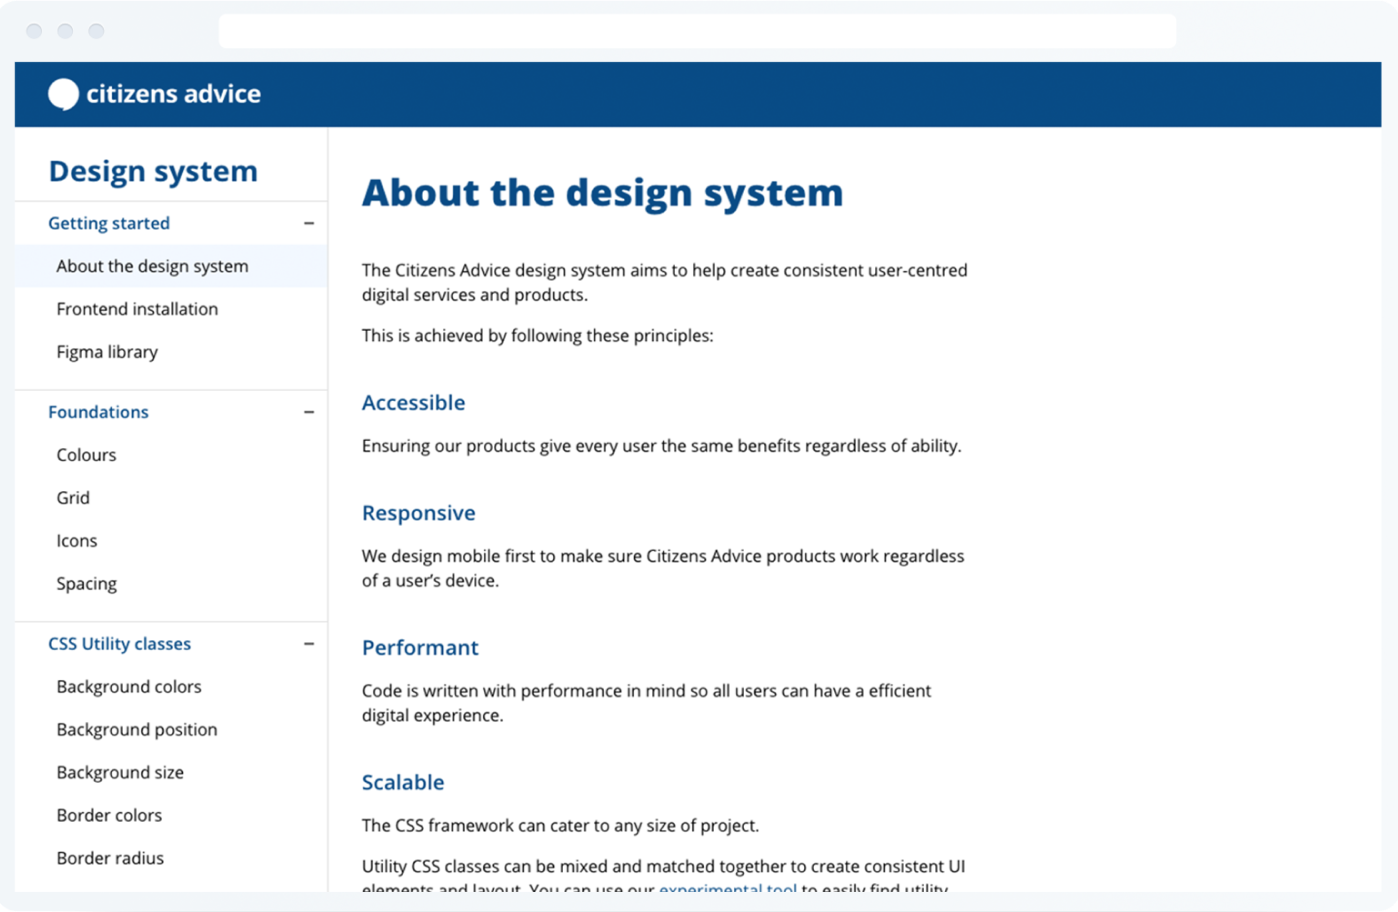 citizens advice
Design system
Getting started
About the design system
Frontend installation
Figma library
Foundations
Colours
Grid
Icons
Spacing
CSS Utility classes
Background colors
Background position
Background size
Border colors
Border radius
About the design system
The Citizens Advice design system aims to help create consistent user-centred
digital services and products.
This is achieved by following these principles:
Accessible
Ensuring our products give every user the same benefits regardless of ability.
Responsive
We design mobile first to make sure Citizens Advice products work regardless
of a user’s device.
Performant
Code is written with performance in mind so all users can have a efficient
digital experience.
Scalable
The CSS framework can cater to any size of project.
Utility CSS classes can be mixed and matched together to create consistent UI
elements and layout. You can use our experimental tool to easily find utility